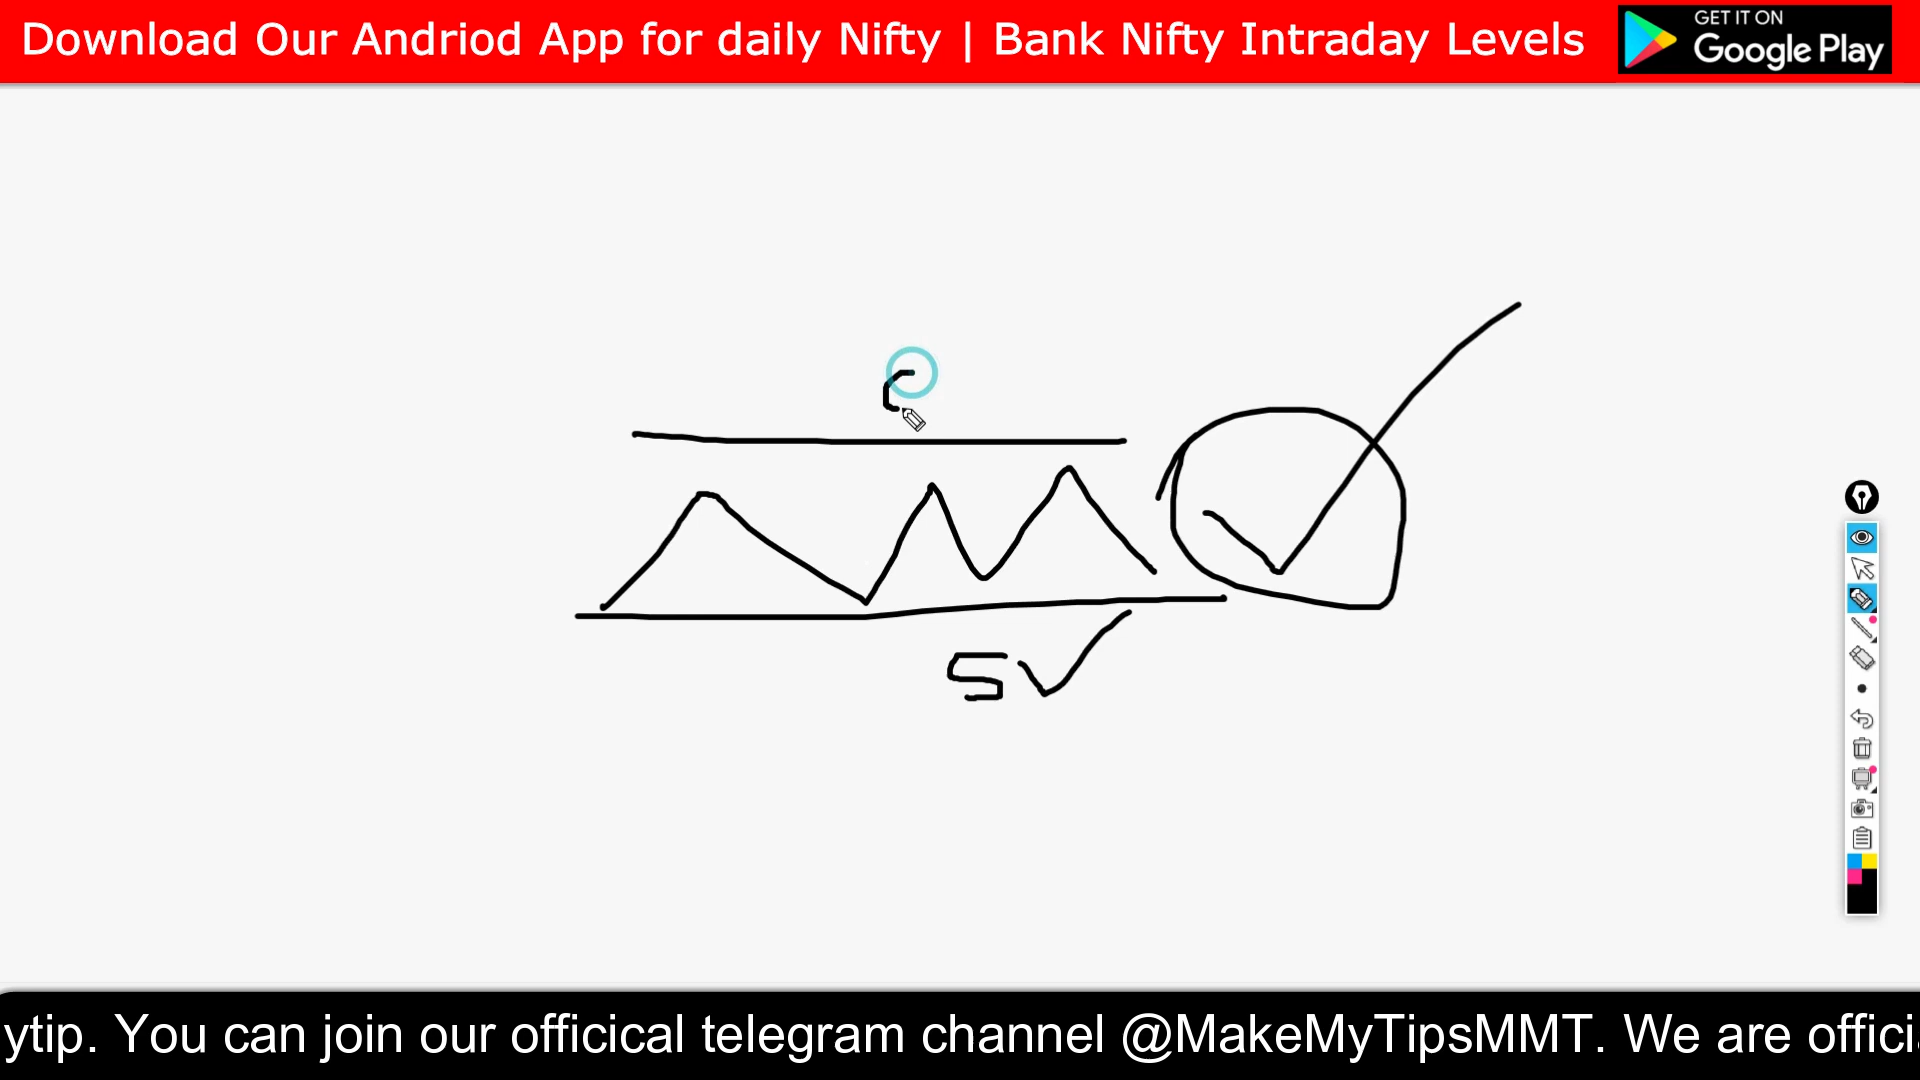 Download Our Andriod App for daily Nifty | Bank Nifty Intraday Levels
GET IT ON
Google Play
S
ytip. You can join our officical telegram channel @MakeMyTipsMMT. We are offici